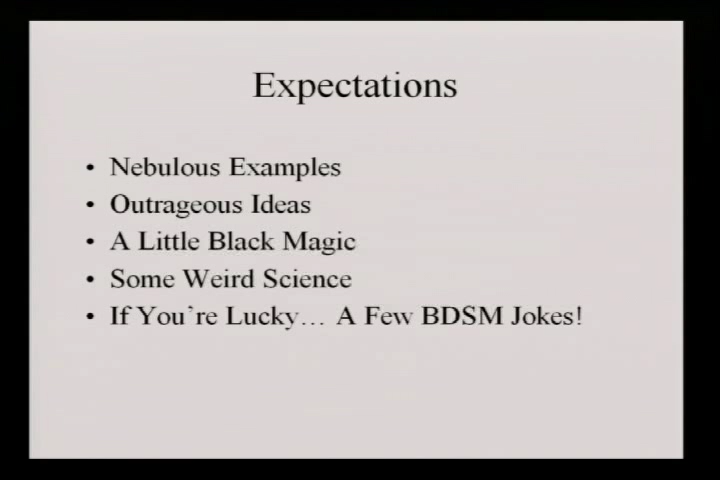 Expectations
• Nebulous Examples
• Outrageous Ideas
• A Little Black Magic
• Some Weird Science
• If You're Lucky… A Few BDSM Jokes!